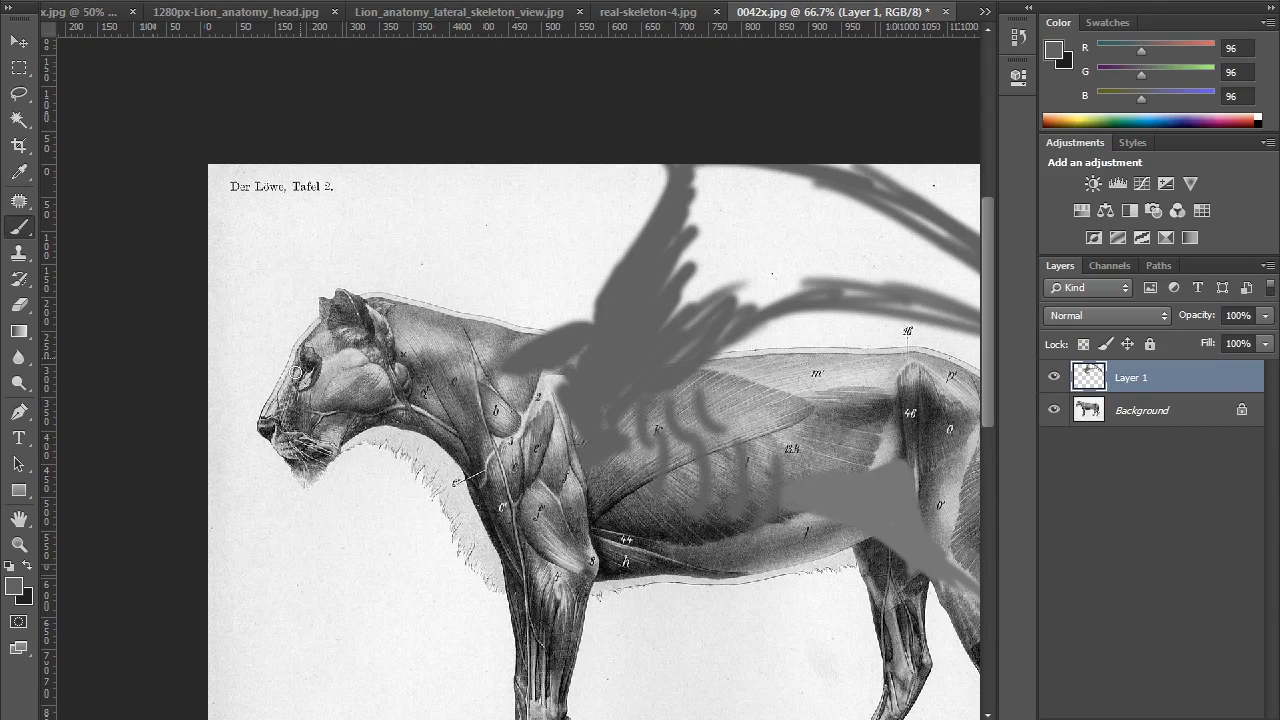 x.jpg @ 50% ...
1280px-Lion_anatomy_head.jpg
Lion_anatomy_lateral_skeleton_view.jpg
real-skeleton-4.jpg
0042x.jpg @ 66.7% (Layer 1, RGB/8) *
Der Löwe, Tafel 2.
Color
Swatches
R
96
G
96
B
96
Adjustments
Styles
Add an adjustment
Layers
Channels
Paths
Kind
Normal
Opacity:
100%
Lock:
Fill:
100%
Layer 1
Background